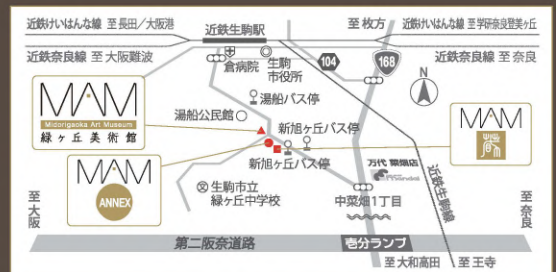 近鉄けいはんな線 至 長田／大阪港
近鉄生駒駅
至 枚方
近鉄けいはんな線 至 学研奈良登美ヶ丘
近鉄奈良線 至 大阪難波
近鉄奈良線 至 奈良
倉病院
生駒
市役所
104
168
N
湯船バス停
MAM
Midorigaoka Art Museum
緑ヶ丘美術館
湯船公民館
新旭ヶ丘バス停
MAM
新旭ヶ丘バス停
万代 菜畑店
mandai
MAM
ANNEX
文
生駒市立
緑ヶ丘中学校
中菜畑1丁目
近鉄生駒線
至 大阪
至 奈良
第二阪奈道路
壱分ランプ
至 大和高田
至 王寺